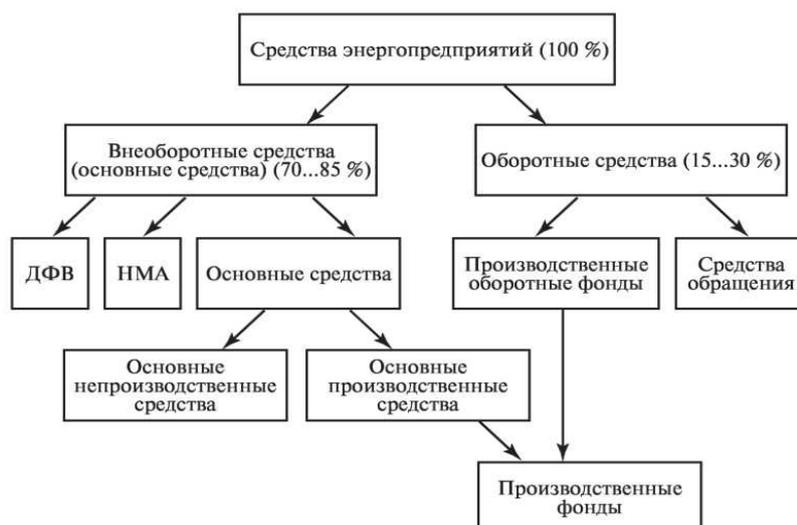 Средства энергопредприятий (100 %)
Внеоборотные средства
(основные средства) (70...85 %)
Оборотные средства (15...30 %)
ДФВ
НМА
Основные средства
Производственные
оборотные фонды
Средства
обращения
Основные
непроизводственные
средства
Основные
производственные
средства
Производственные
фонды